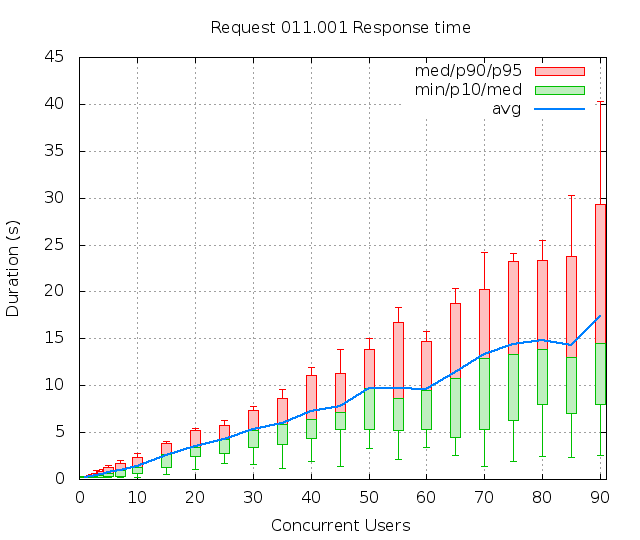 Request 011.001 Response time
med/p90/p95
min/p10/med
avg
45
40
35
30
25
20
15
10
5
0
Duration (s)
0 10 20 30 40 50 60 70 80 90
Concurrent Users